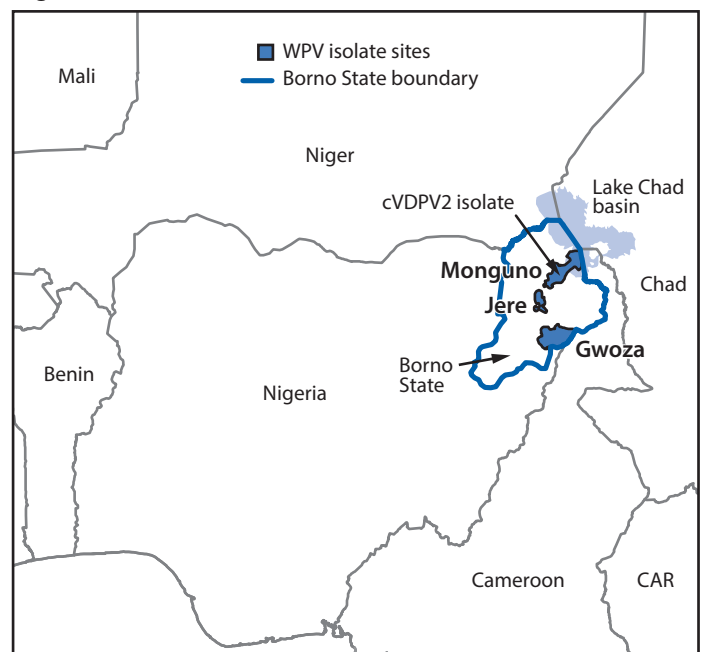 WPV isolate sites
Borno State boundary
Mali
Niger
Lake Chad
basin
cVDPV2 isolate
Monguno
Chad
Jere
Gwoza
Borno
State
Benin
Nigeria
Cameroon
CAR